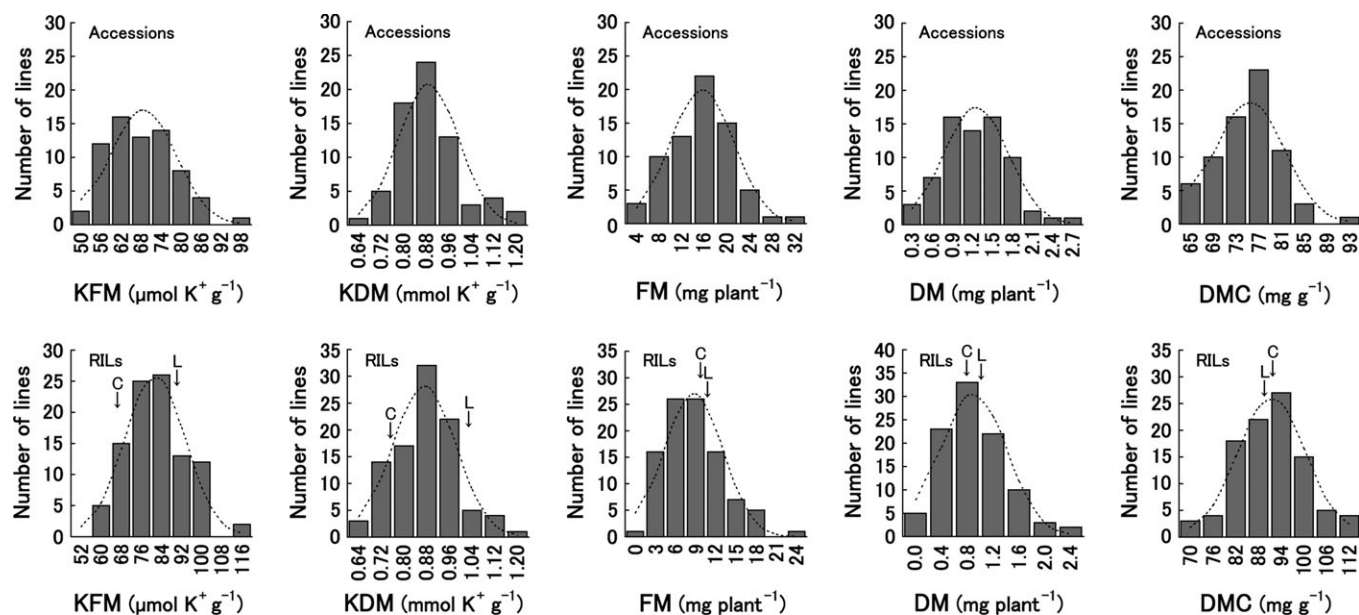 Accessions
Number of lines
30
25
20
15
10
5
0
50 56 62 68 74 80 86 92 98
KFM (μmol K⁺ g⁻¹)
Accessions
Number of lines
30
25
20
15
10
5
0
0.64 0.72 0.80 0.88 0.96 1.04 1.12 1.20
KDM (mmol K⁺ g⁻¹)
Accessions
Number of lines
30
25
20
15
10
5
0
4 8 12 16 20 24 28 32
FM (mg plant⁻¹)
Accessions
Number of lines
30
25
20
15
10
5
0
0.3 0.6 0.9 1.2 1.5 1.8 2.1 2.4 2.7
DM (mg plant⁻¹)
Accessions
Number of lines
30
25
20
15
10
5
0
65 69 73 77 81 85 89 93
DMC (mg g⁻¹)
RILs
C
L
Number of lines
30
25
20
15
10
5
0
52 60 68 76 84 92 100 108 116
KFM (μmol K⁺ g⁻¹)
RILs
C
L
Number of lines
35
30
25
20
15
10
5
0
0.64 0.72 0.80 0.88 0.96 1.04 1.12 1.20
KDM (mmol K⁺ g⁻¹)
RILs
C
L
Number of lines
35
30
25
20
15
10
5
0
0 3 6 9 12 15 18 21 24
FM (mg plant⁻¹)
RILs
C
L
Number of lines
40
35
30
25
20
15
10
5
0
0.0 0.4 0.8 1.2 1.6 2.0 2.4
DM (mg plant⁻¹)
RILs
C
L
Number of lines
35
30
25
20
15
10
5
0
70 76 82 88 94 100 106 112
DMC (mg g⁻¹)